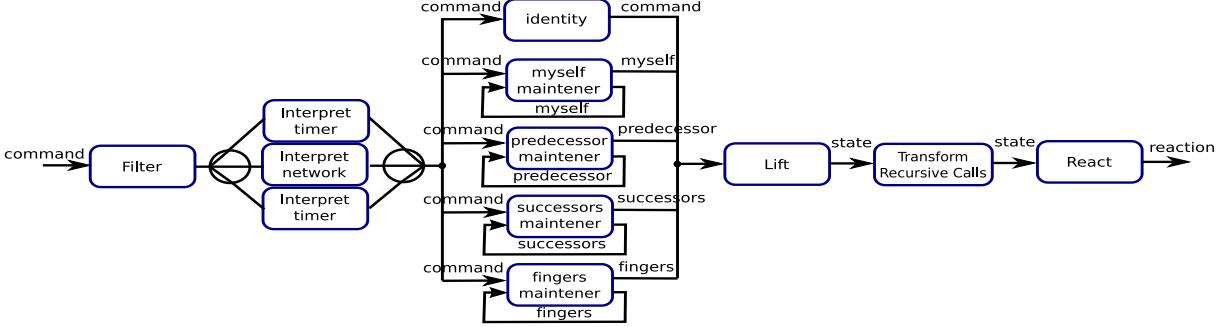 command
Filter
Interpret
timer
Interpret
network
Interpret
timer
command
identity
command
command
myself
maintener
myself
myself
command
predecessor
maintener
predecessor
predecessor
command
successors
maintener
successors
successors
command
fingers
maintener
fingers
fingers
Lift
state
Transform
Recursive Calls
state
React
reaction